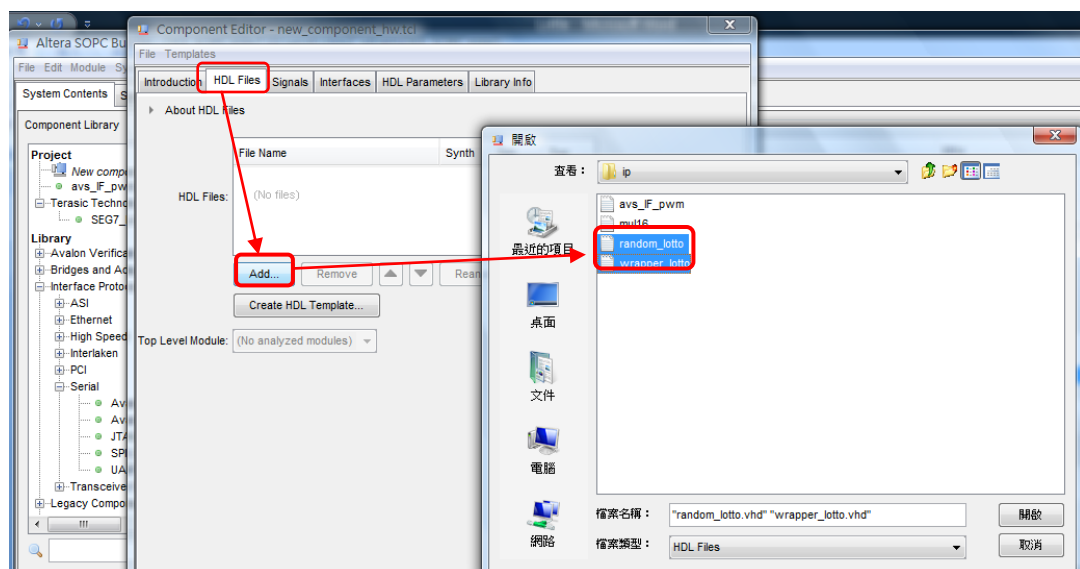 Component Editor - new_component_hw.tcl
Altera SOPC Bu
File Edit Module Sy
System Contents S
Component Library
Project
New compo
avs_IF_pw
Terasic Techno
SEG7_
Library
Avalon Verifica
Bridges and Ad
Interface Proto
ASI
Ethernet
High Speed
Interlaken
PCI
Serial
Av
Av
JTA
SPI
UA
Transceive
Legacy Compo
File Templates
Introduction HDL Files Signals Interfaces HDL Parameters Library Info
About HDL Files
File Name Synth
HDL Files: (No files)
Add... Remove Rean
Create HDL Template...
Top Level Module: (No analyzed modules)
開啟
查看： ip
avs_IF_pwm
mul16
random_lotto
wrapper_lotto
最近的項目
桌面
文件
電腦
網路
檔案名稱： "random_lotto.vhd" "wrapper_lotto.vhd" 開啟
檔案類型： HDL Files 取消